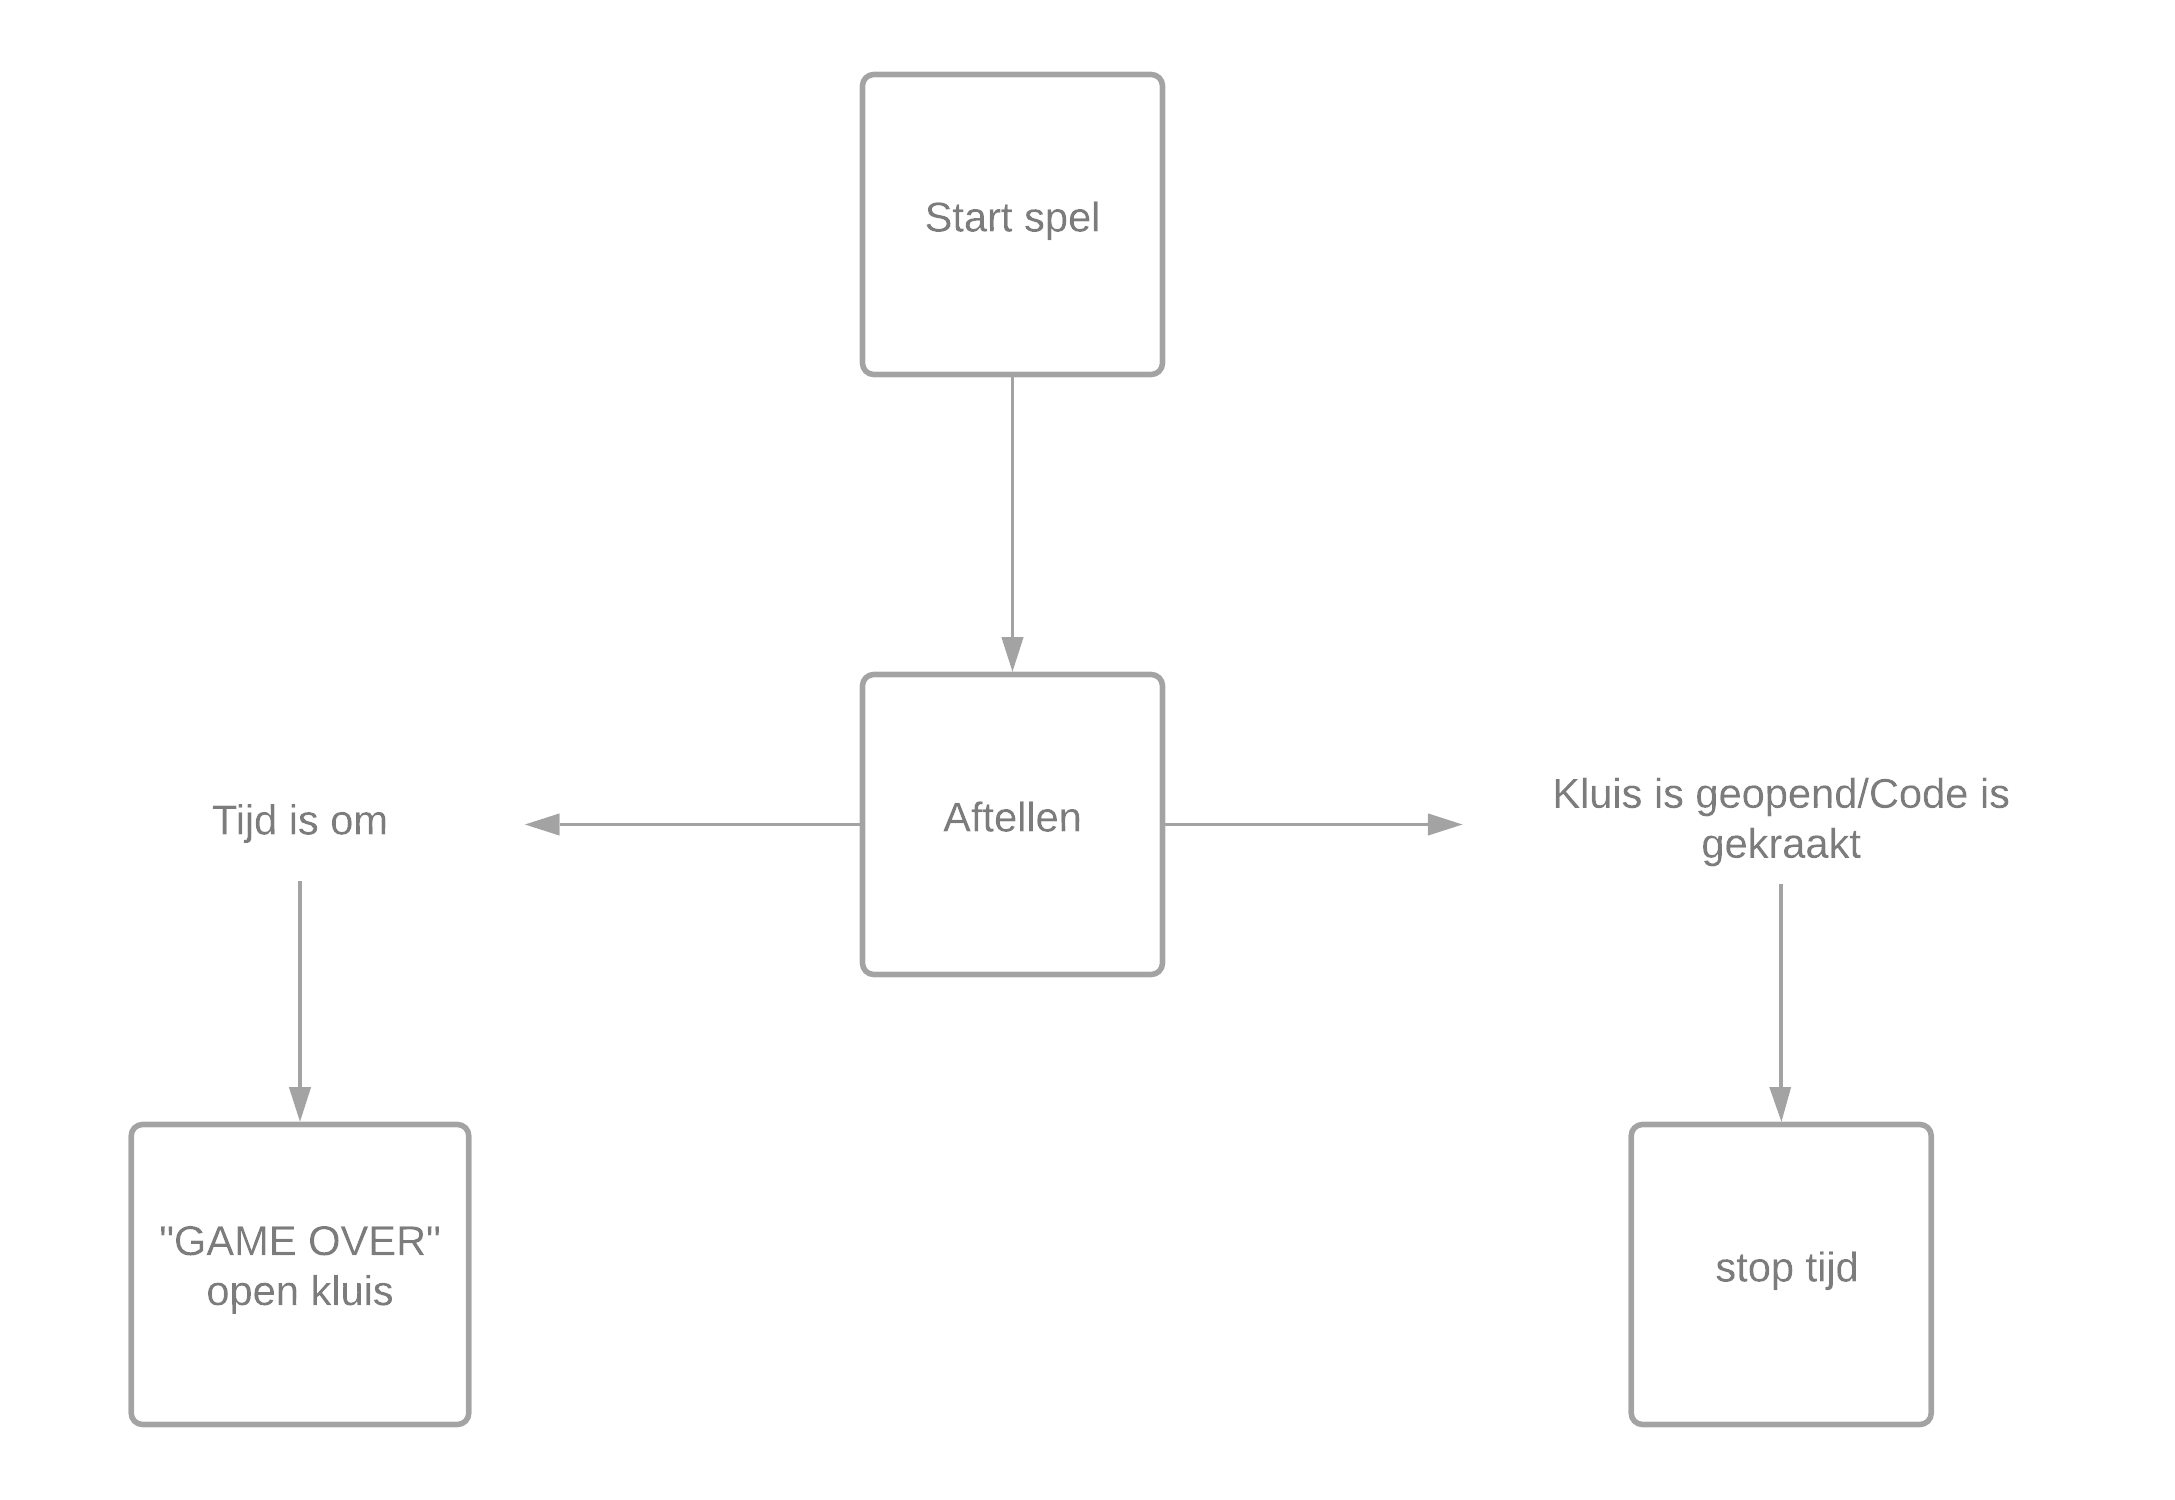 Start spel
Aftellen
Tijd is om
Kluis is geopend/Code is
gekraakt
"GAME OVER"
open kluis
stop tijd